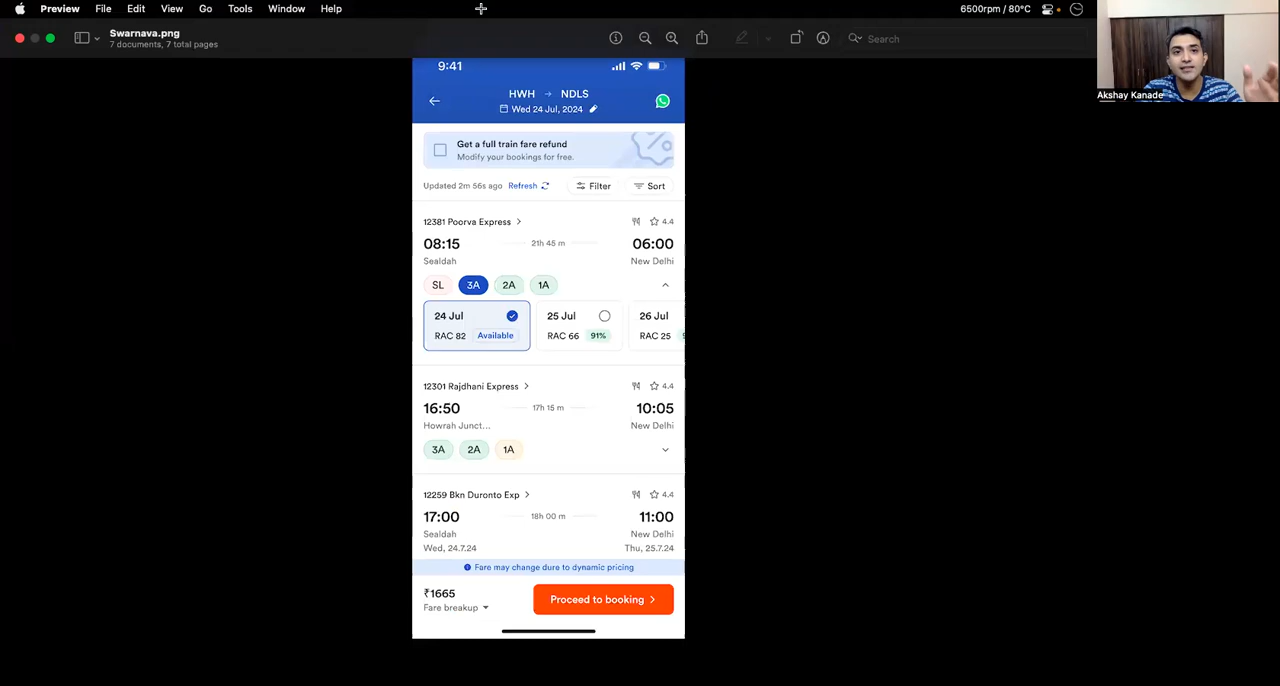 Preview File Edit View Go Tools Window Help 6500rpm / 80°C
Swarnava.png
7 documents, 7 total pages
Search
Akshay Kanade
9:41
HWH → NDLS
Wed 24 Jul, 2024
Get a full train fare refund
Modify your bookings for free.
Updated 2m 56s ago Refresh Filter Sort
12381 Poorva Express > 4.4
08:15 21h 45 m 06:00
Sealdah New Delhi
SL 3A 2A 1A
24 Jul 25 Jul 26 Jul
RAC 82 Available RAC 66 91% RAC 25
12301 Rajdhani Express > 4.4
16:50 17h 15 m 10:05
Howrah Junct... New Delhi
3A 2A 1A
12259 Bkn Duronto Exp > 4.4
17:00 18h 00 m 11:00
Sealdah New Delhi
Wed, 24.7.24 Thu, 25.7.24
Fare may change dure to dynamic pricing
₹1665
Fare breakup
Proceed to booking >